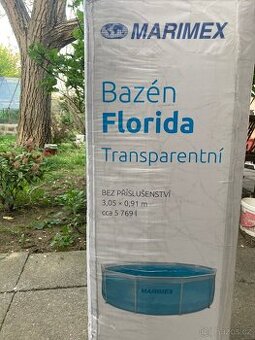 MARIMEX
Bazén
Florida
Transparentní
BEZ PŘÍSLUŠENSTVÍ
3,05 × 0,91 m
cca 5 769 l
MARIMEX